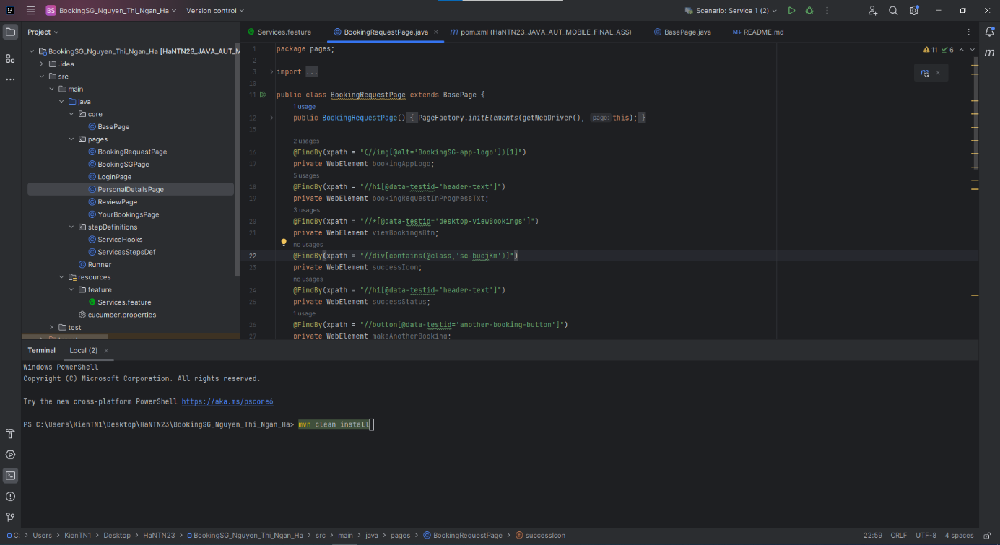 BS BookingSG_Nguyen_Thi_Ngan_Ha Version control Scenario: Service 1 (2)
Project
BookingSG_Nguyen_Thi_Ngan_Ha [HaNTN23_JAVA_AUT_M
.idea
src
main
java
core
BasePage
pages
BookingRequestPage
BookingSGPage
LoginPage
PersonalDetailsPage
ReviewPage
YourBookingsPage
stepDefinitions
ServiceHooks
ServicesStepsDef
Runner
resources
feature
Services.feature
cucumber.properties
test
Services.feature BookingRequestPage.java pom.xml (HaNTN23_JAVA_AUT_MOBILE_FINAL_ASS) BasePage.java README.md
11 6
1 package pages;
2
3 import ...
10
11 public class BookingRequestPage extends BasePage {
1 usage
12 public BookingRequestPage() { PageFactory.initElements(getWebDriver(), page: this); }
15
2 usages
16 @FindBy(xpath = "(//img[@alt='BookingSG-app-logo'])[1]")
17 private WebElement bookingAppLogo;
5 usages
18 @FindBy(xpath = "//h1[@data-testid='header-text']")
19 private WebElement bookingRequestInProgressTxt;
3 usages
20 @FindBy(xpath = "//*[@data-testid='desktop-viewBookings']")
21 private WebElement viewBookingsBtn;
no usages
22 @FindBy(xpath = "//div[contains(@class,'sc-buejKm')]")
23 private WebElement successIcon;
no usages
24 @FindBy(xpath = "//h1[@data-testid='header-text']")
25 private WebElement successStatus;
1 usage
26 @FindBy(xpath = "//button[@data-testid='another-booking-button']")
27 private WebElement makeAnotherBooking;
Terminal Local (2)
Windows PowerShell
Copyright (C) Microsoft Corporation. All rights reserved.
Try the new cross-platform PowerShell https://aka.ms/pscore6
PS C:\Users\KienTN1\Desktop\HaNTN23\BookingSG_Nguyen_Thi_Ngan_Ha> mvn clean install
C: > Users > KienTN1 > Desktop > HaNTN23 > BookingSG_Nguyen_Thi_Ngan_Ha > src > main > java > pages > BookingRequestPage > successIcon 22:59 CRLF UTF-8 4 spaces